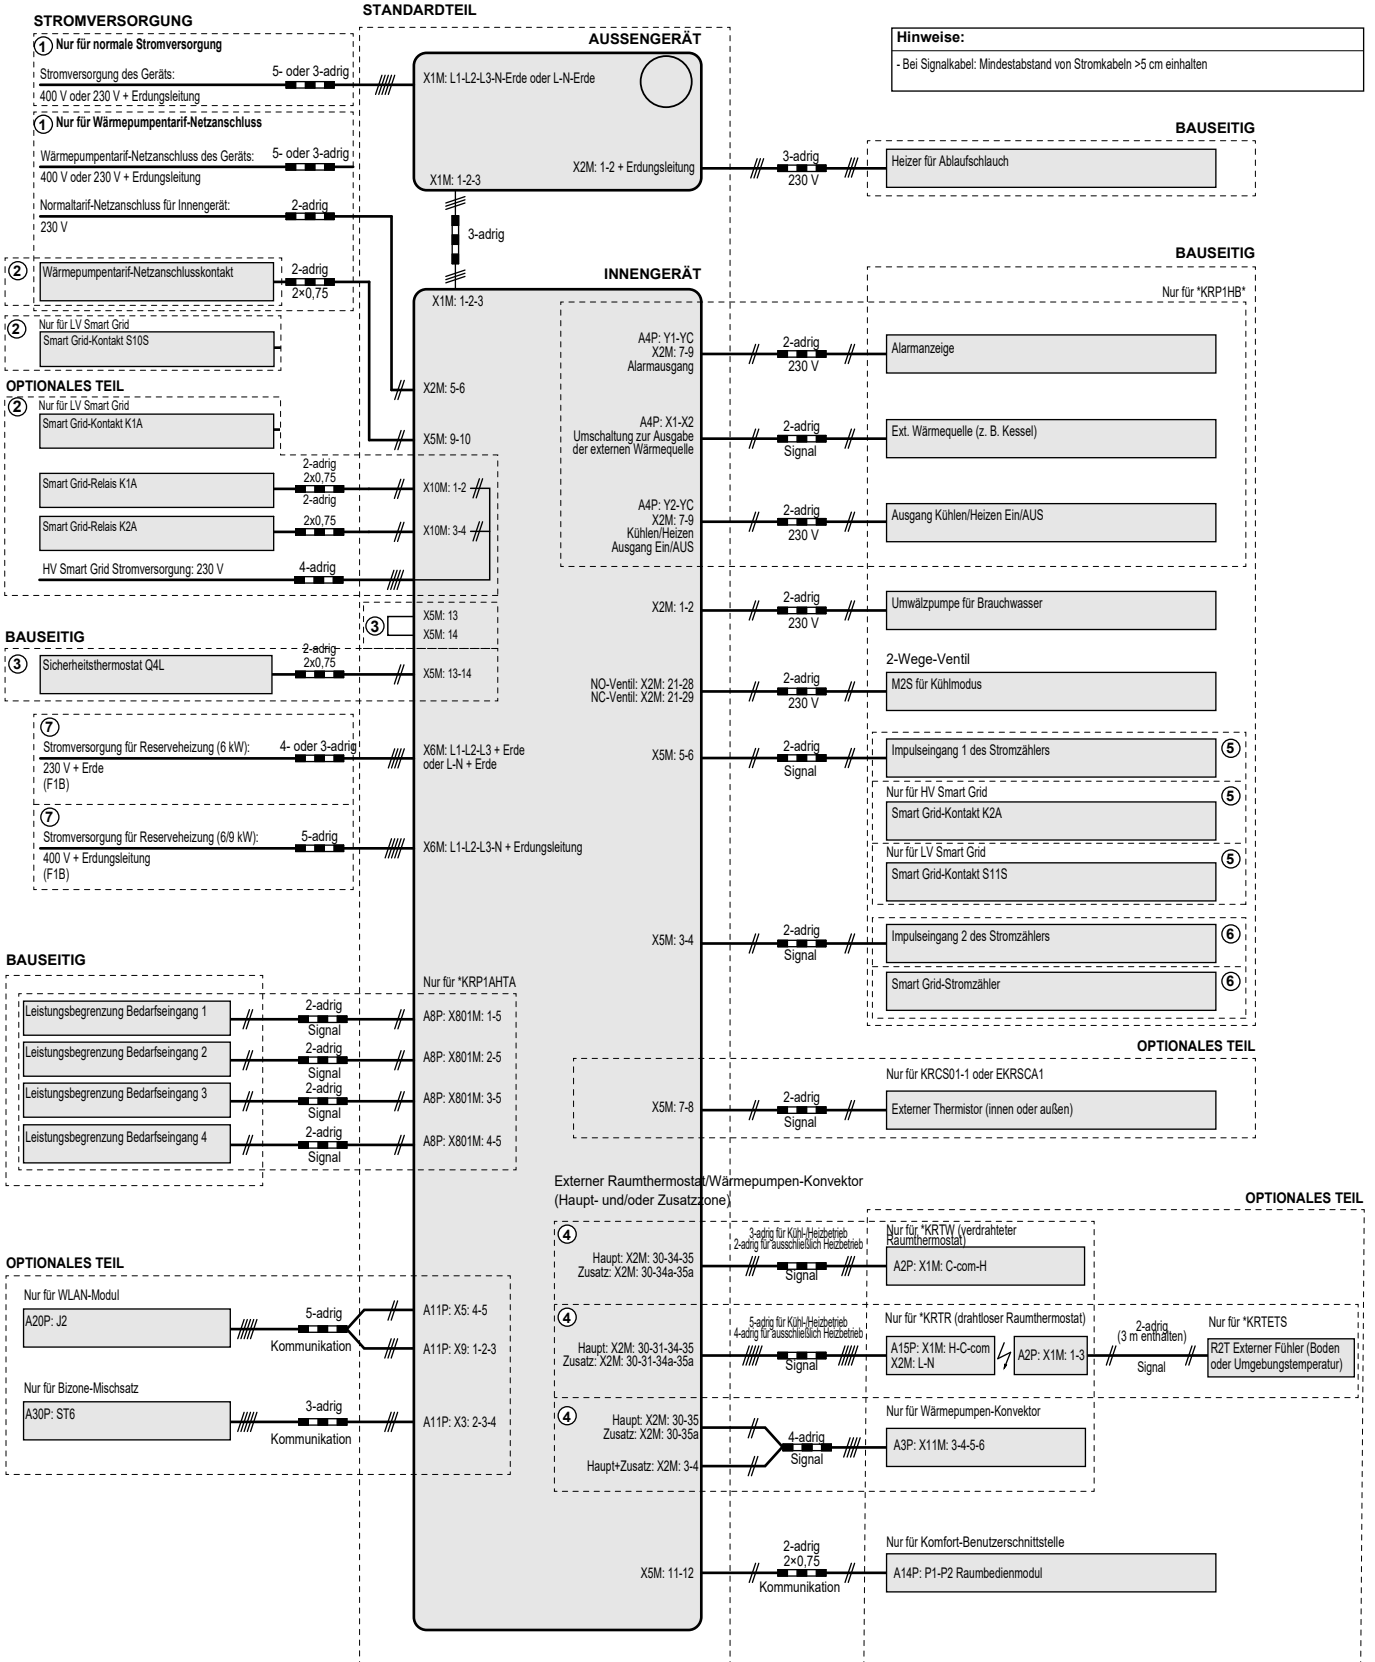 STROMVERSORGUNG
① Nur für normale Stromversorgung
Stromversorgung des Geräts:
5- oder 3-adrig
400 V oder 230 V + Erdungsleitung
① Nur für Wärmepumpentarif-Netzanschluss
Wärmepumpentarif-Netzanschluss des Geräts:
5- oder 3-adrig
400 V oder 230 V + Erdungsleitung
Normaltarif-Netzanschluss für Innengerät:
2-adrig
230 V
②
Wärmepumpentarif-Netzanschlusskontakt
2-adrig
2×0,75
②
Nur für LV Smart Grid
Smart Grid-Kontakt S10S
OPTIONALES TEIL
②
Nur für LV Smart Grid
Smart Grid-Kontakt K1A
Smart Grid-Relais K1A
2-adrig
2x0,75
2-adrig
Smart Grid-Relais K2A
2x0,75
HV Smart Grid Stromversorgung: 230 V
4-adrig
BAUSEITIG
③
Sicherheitsthermostat Q4L
2-adrig
2x0,75
⑦
Stromversorgung für Reserveheizung (6 kW):
4- oder 3-adrig
230 V + Erde
(F1B)
⑦
Stromversorgung für Reserveheizung (6/9 kW):
5-adrig
400 V + Erdungsleitung
(F1B)
BAUSEITIG
Leistungsbegrenzung Bedarfseingang 1
2-adrig
Signal
Leistungsbegrenzung Bedarfseingang 2
2-adrig
Signal
Leistungsbegrenzung Bedarfseingang 3
2-adrig
Signal
Leistungsbegrenzung Bedarfseingang 4
2-adrig
Signal
OPTIONALES TEIL
Nur für WLAN-Modul
A20P: J2
5-adrig
Kommunikation
Nur für Bizone-Mischsatz
A30P: ST6
3-adrig
Kommunikation
STANDARDTEIL
AUSSENGERÄT
X1M: L1-L2-L3-N-Erde oder L-N-Erde
X2M: 1-2 + Erdungsleitung
X1M: 1-2-3
3-adrig
INNENGERÄT
X1M: 1-2-3
X2M: 5-6
X5M: 9-10
X10M: 1-2
X10M: 3-4
③
X5M: 13
X5M: 14
X5M: 13-14
X6M: L1-L2-L3 + Erde
oder L-N + Erde
X6M: L1-L2-L3-N + Erdungsleitung
Nur für *KRP1AHTA
A8P: X801M: 1-5
A8P: X801M: 2-5
A8P: X801M: 3-5
A8P: X801M: 4-5
A11P: X5: 4-5
A11P: X9: 1-2-3
A11P: X3: 2-3-4
Hinweise:
- Bei Signalkabel: Mindestabstand von Stromkabeln >5 cm einhalten
BAUSEITIG
3-adrig
230 V
Heizer für Ablaufschlauch
BAUSEITIG
Nur für *KRP1HB*
A4P: Y1-YC
X2M: 7-9
Alarmausgang
2-adrig
230 V
Alarmanzeige
A4P: X1-X2
Umschaltung zur Ausgabe
der externen Wärmequelle
2-adrig
Signal
Ext. Wärmequelle (z. B. Kessel)
A4P: Y2-YC
X2M: 7-9
Kühlen/Heizen
Ausgang Ein/AUS
2-adrig
230 V
Ausgang Kühlen/Heizen Ein/AUS
X2M: 1-2
2-adrig
230 V
Umwälzpumpe für Brauchwasser
2-Wege-Ventil
NO-Ventil: X2M: 21-28
NC-Ventil: X2M: 21-29
2-adrig
230 V
M2S für Kühlmodus
X5M: 5-6
2-adrig
Signal
Impulseingang 1 des Stromzählers
⑤
Nur für HV Smart Grid
⑤
Smart Grid-Kontakt K2A
Nur für LV Smart Grid
⑤
Smart Grid-Kontakt S11S
X5M: 3-4
2-adrig
Signal
Impulseingang 2 des Stromzählers
⑥
Smart Grid-Stromzähler
⑥
OPTIONALES TEIL
Nur für KRCS01-1 oder EKRSCA1
X5M: 7-8
2-adrig
Signal
Externer Thermistor (innen oder außen)
Externer Raumthermostat/Wärmepumpen-Konvektor
(Haupt- und/oder Zusatzzone)
OPTIONALES TEIL
④
Haupt: X2M: 30-34-35
Zusatz: X2M: 30-34a-35a
3-adrig für Kühl-/Heizbetrieb
2-adrig für ausschließlich Heizbetrieb
Signal
Nur für *KRTW (verdrahteter
Raumthermostat)
A2P: X1M: C-com-H
④
Haupt: X2M: 30-31-34-35
Zusatz: X2M: 30-31-34a-35a
5-adrig für Kühl-/Heizbetrieb
4-adrig für ausschließlich Heizbetrieb
Signal
Nur für *KRTR (drahtloser Raumthermostat)
A15P: X1M: H-C-com
X2M: L-N
A2P: X1M: 1-3
2-adrig
(3 m enthalten)
Signal
Nur für *KRTETS
R2T Externer Fühler (Boden
oder Umgebungstemperatur)
④
Haupt: X2M: 30-35
Zusatz: X2M: 30-35a
Haupt+Zusatz: X2M: 3-4
4-adrig
Signal
Nur für Wärmepumpen-Konvektor
A3P: X11M: 3-4-5-6
X5M: 11-12
2-adrig
2×0,75
Kommunikation
Nur für Komfort-Benutzerschnittstelle
A14P: P1-P2 Raumbedienmodul